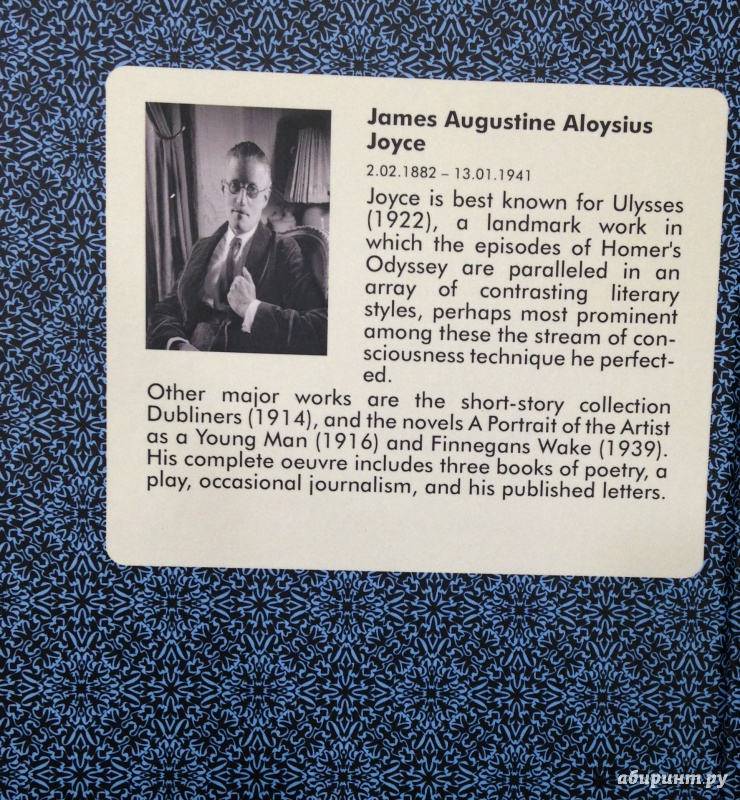 James Augustine Aloysius
Joyce
2.02.1882 – 13.01.1941
Joyce is best known for Ulysses
(1922), a landmark work in
which the episodes of Homer's
Odyssey are paralleled in an
array of contrasting literary
styles, perhaps most prominent
among these the stream of con-
sciousness technique he perfect-
ed.
Other major works are the short-story collection
Dubliners (1914), and the novels A Portrait of the Artist
as a Young Man (1916) and Finnegans Wake (1939).
His complete oeuvre includes three books of poetry, a
play, occasional journalism, and his published letters.
абиринт.ру